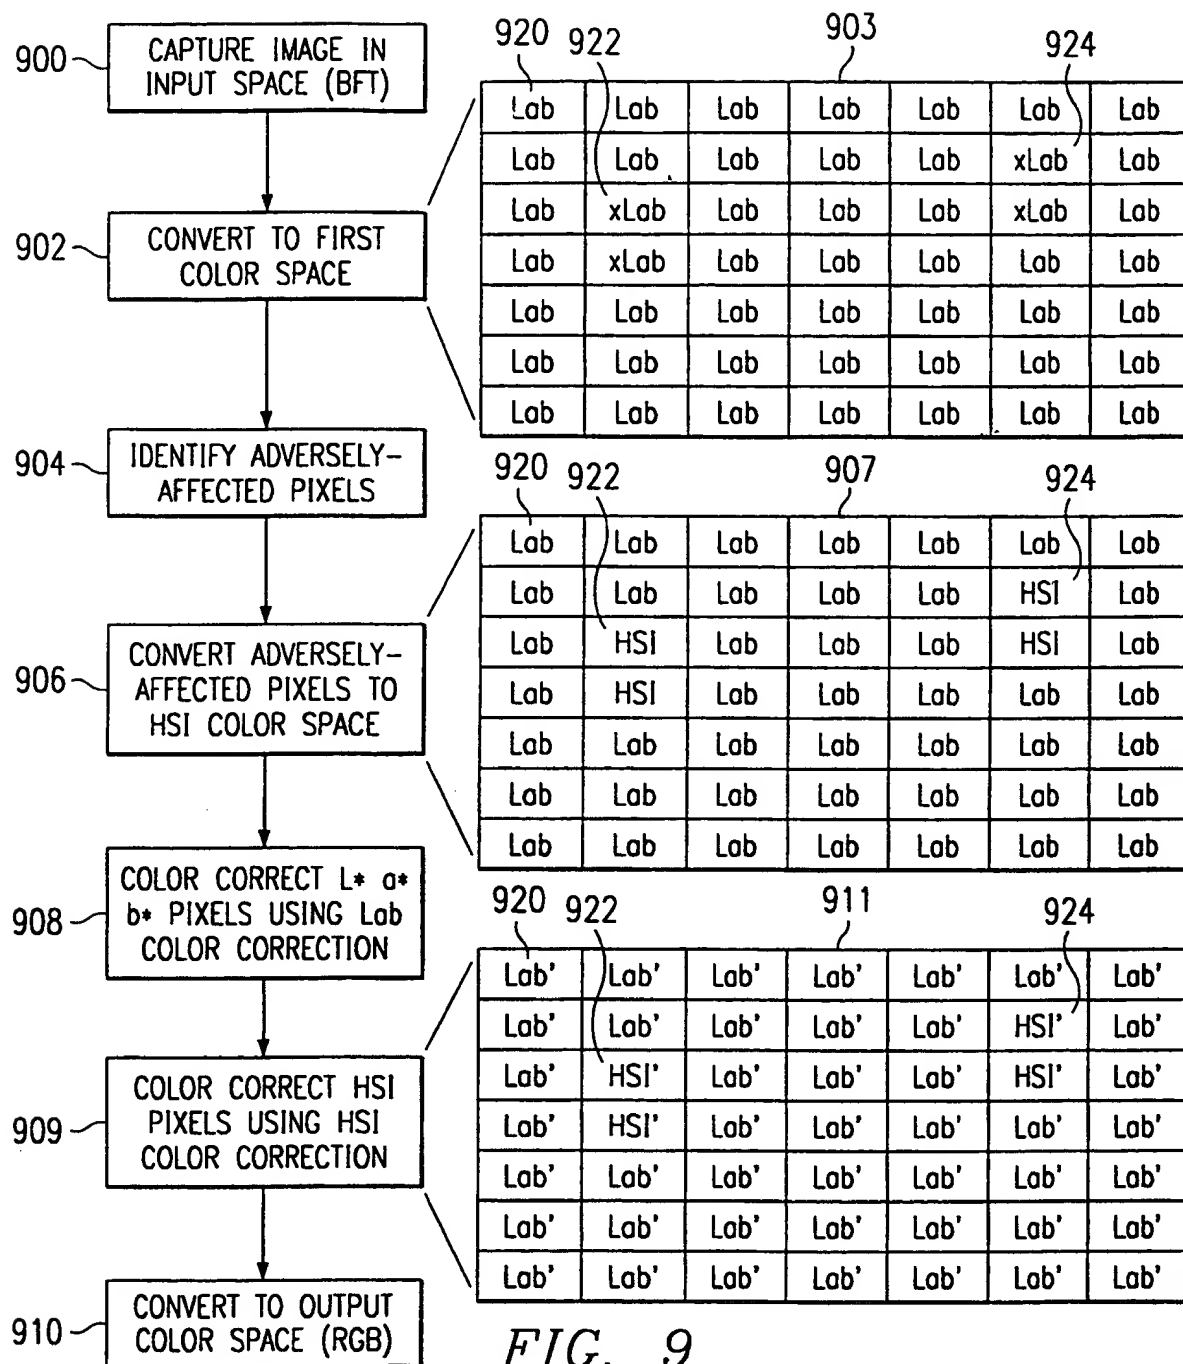 900
CAPTURE IMAGE IN
INPUT SPACE (BFT)
902
CONVERT TO FIRST
COLOR SPACE
904
IDENTIFY ADVERSELY-
AFFECTED PIXELS
906
CONVERT ADVERSELY-
AFFECTED PIXELS TO
HSI COLOR SPACE
908
COLOR CORRECT L* a*
b* PIXELS USING Lab
COLOR CORRECTION
909
COLOR CORRECT HSI
PIXELS USING HSI
COLOR CORRECTION
910
CONVERT TO OUTPUT
COLOR SPACE (RGB)
920 922 903 924
Lab Lab Lab Lab Lab Lab Lab
Lab Lab Lab Lab Lab xLab Lab
Lab xLab Lab Lab Lab xLab Lab
Lab xLab Lab Lab Lab Lab Lab
Lab Lab Lab Lab Lab Lab Lab
Lab Lab Lab Lab Lab Lab Lab
Lab Lab Lab Lab Lab Lab Lab
920 922 907 924
Lab Lab Lab Lab Lab Lab Lab
Lab Lab Lab Lab Lab HSI Lab
Lab HSI Lab Lab Lab HSI Lab
Lab HSI Lab Lab Lab Lab Lab
Lab Lab Lab Lab Lab Lab Lab
Lab Lab Lab Lab Lab Lab Lab
Lab Lab Lab Lab Lab Lab Lab
920 922 911 924
Lab' Lab' Lab' Lab' Lab' Lab' Lab'
Lab' Lab' Lab' Lab' Lab' HSI' Lab'
Lab' HSI' Lab' Lab' Lab' HSI' Lab'
Lab' HSI' Lab' Lab' Lab' Lab' Lab'
Lab' Lab' Lab' Lab' Lab' Lab' Lab'
Lab' Lab' Lab' Lab' Lab' Lab' Lab'
Lab' Lab' Lab' Lab' Lab' Lab' Lab'
FIG. 9